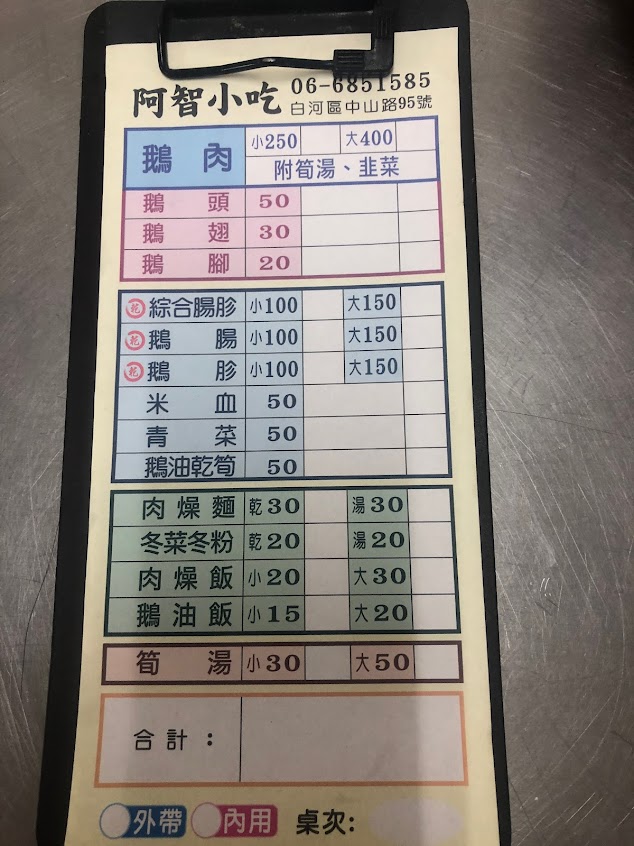 阿智小吃 06-6851585
白河區中山路95號
鵝肉 小250 大400
附筍湯、韭菜
鵝頭 50
鵝翅 30
鵝腳 20
乾 綜合腸胗 小100 大150
乾 鵝腸 小100 大150
乾 鵝胗 小100 大150
米血 50
青菜 50
鵝油乾筍 50
肉燥麵 乾30 湯30
冬菜冬粉 乾20 湯20
肉燥飯 小20 大30
鵝油飯 小15 大20
筍湯 小30 大50
合計：
外帶 內用 桌次: